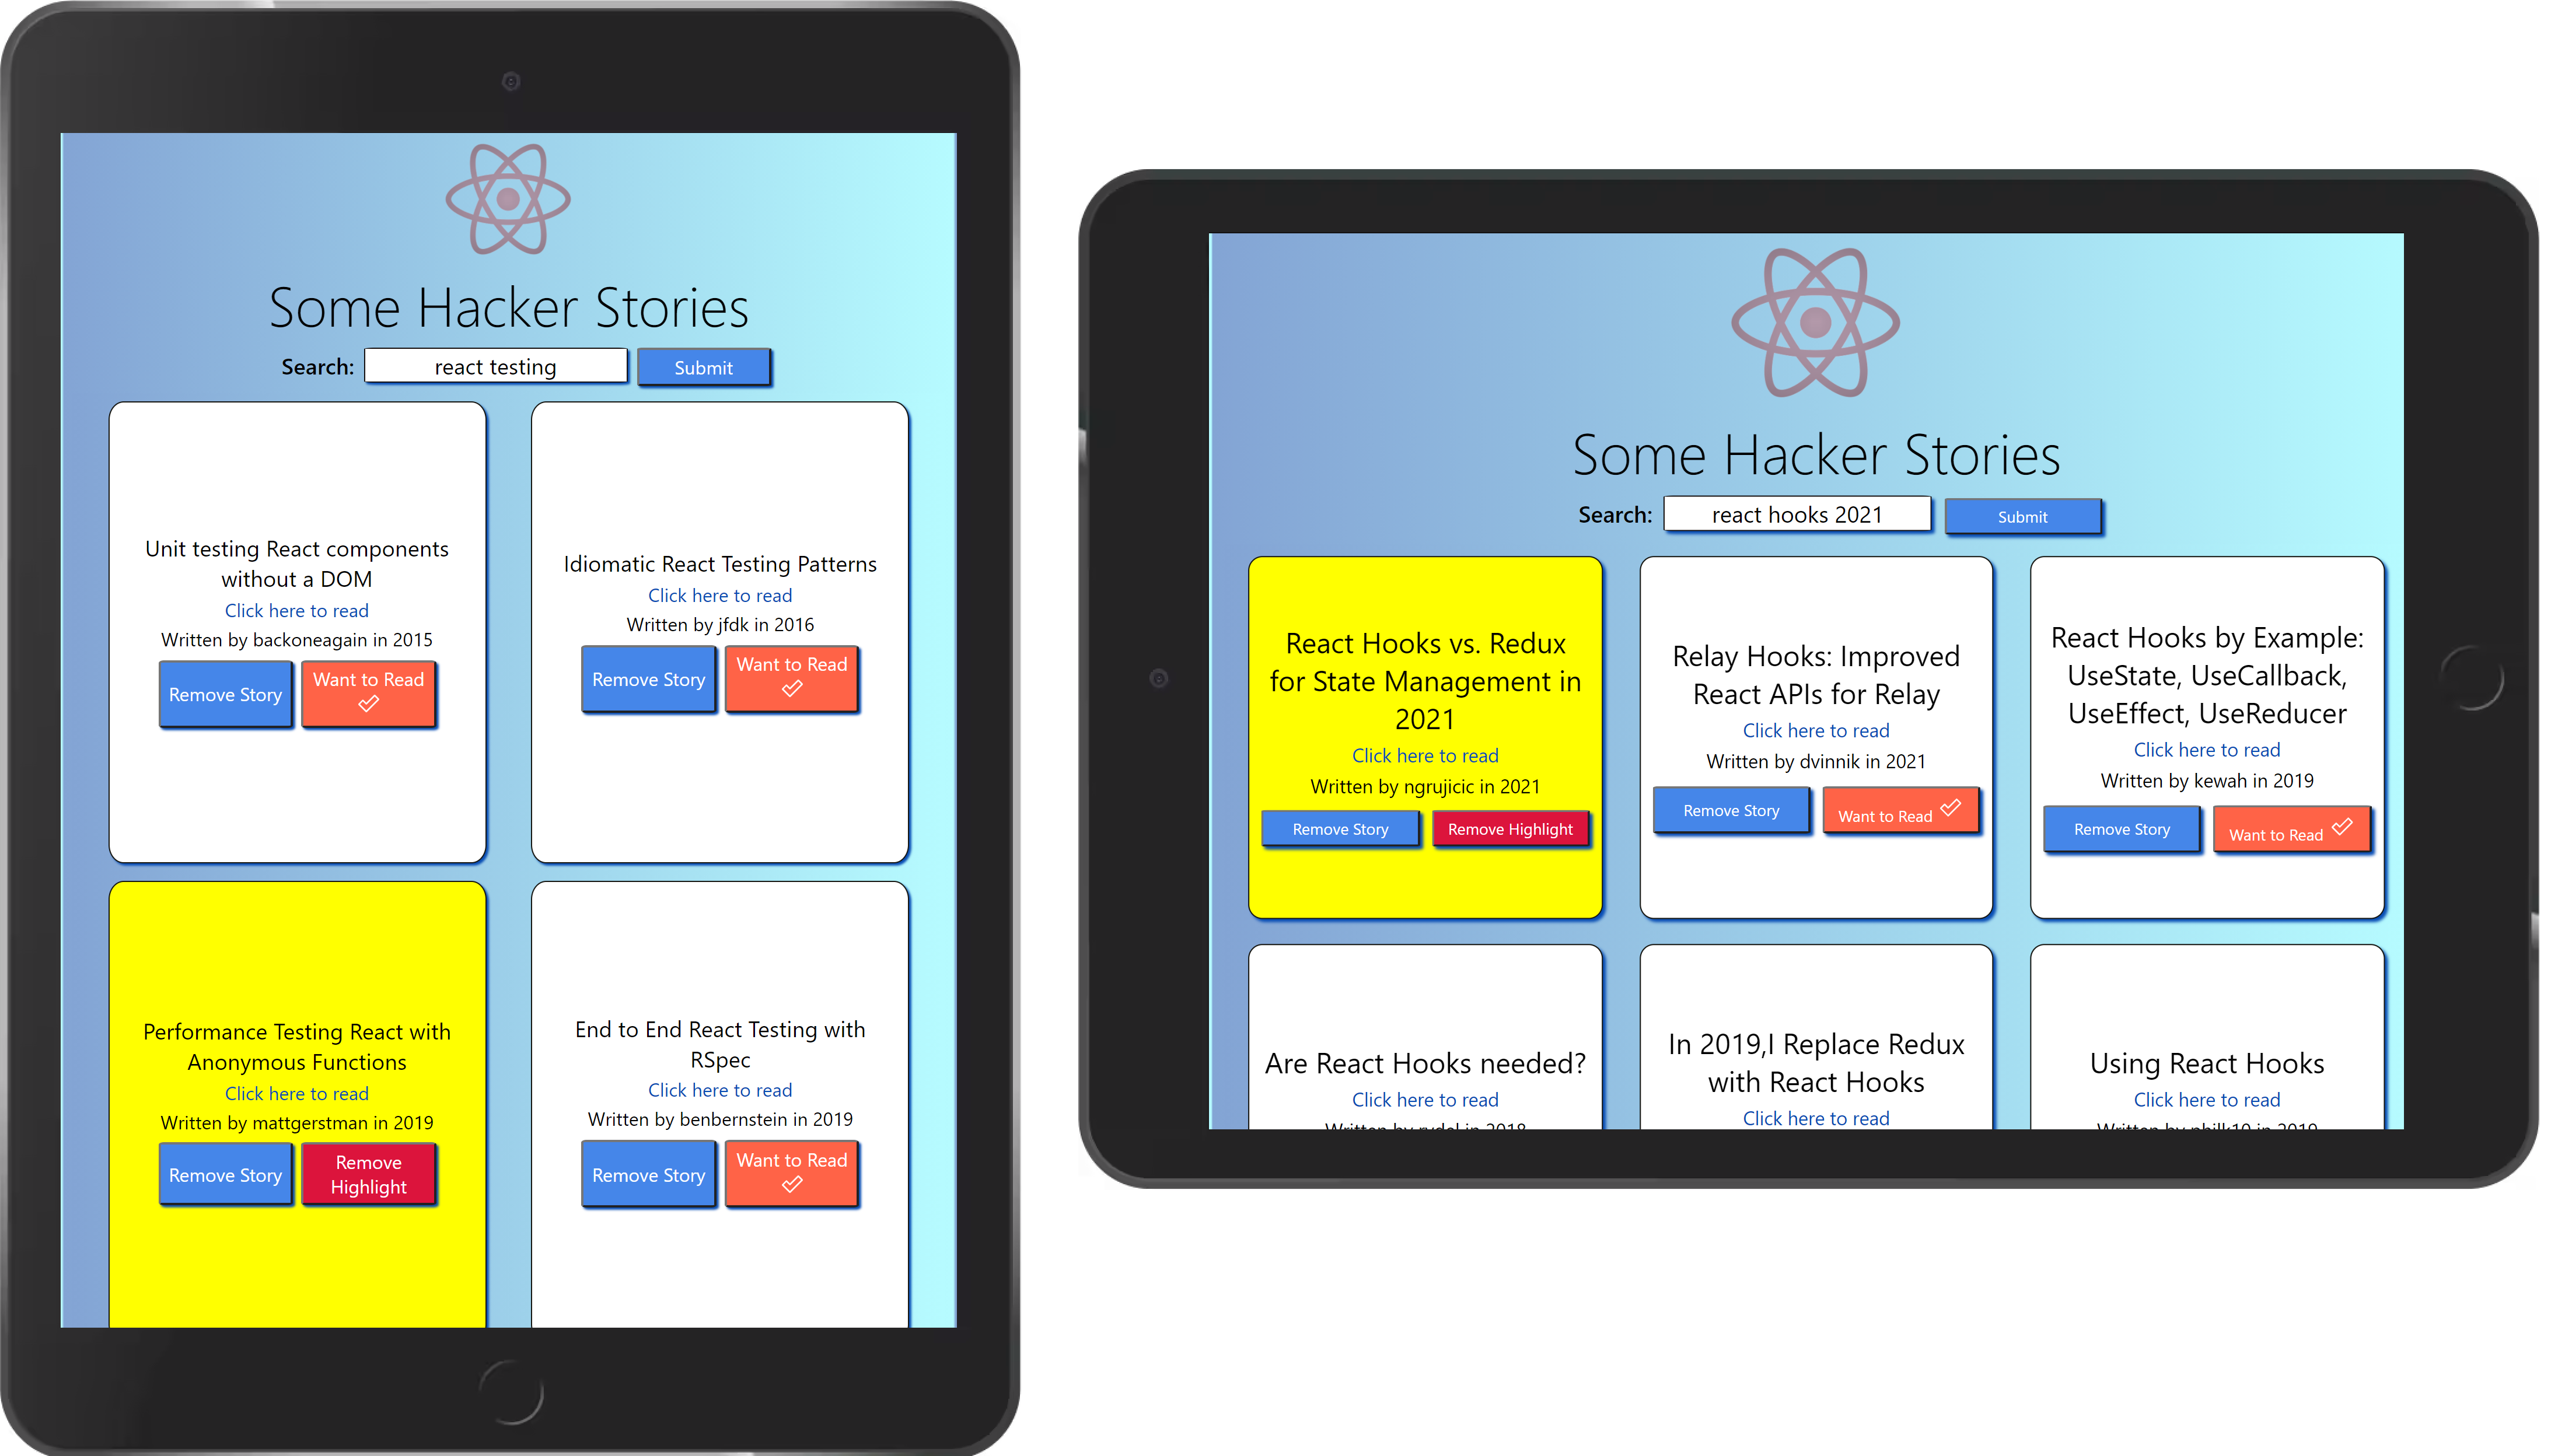 Some Hacker Stories
Search: react testing Submit
Unit testing React components
without a DOM
Click here to read
Written by backoneagain in 2015
Remove Story
Want to Read
Idiomatic React Testing Patterns
Click here to read
Written by jfdk in 2016
Remove Story
Want to Read
Performance Testing React with
Anonymous Functions
Click here to read
Written by mattgerstman in 2019
Remove Story
Remove
Highlight
End to End React Testing with
RSpec
Click here to read
Written by benbernstein in 2019
Remove Story
Want to Read
Some Hacker Stories
Search: react hooks 2021 Submit
React Hooks vs. Redux
for State Management in
2021
Click here to read
Written by ngrujicic in 2021
Remove Story Remove Highlight
Relay Hooks: Improved
React APIs for Relay
Click here to read
Written by dvinnik in 2021
Remove Story Want to Read
React Hooks by Example:
UseState, UseCallback,
UseEffect, UseReducer
Click here to read
Written by kewah in 2019
Remove Story Want to Read
Are React Hooks needed?
Click here to read
Written by in 2018
In 2019,I Replace Redux
with React Hooks
Click here to read
Using React Hooks
Click here to read
Written by philk10 in 2019